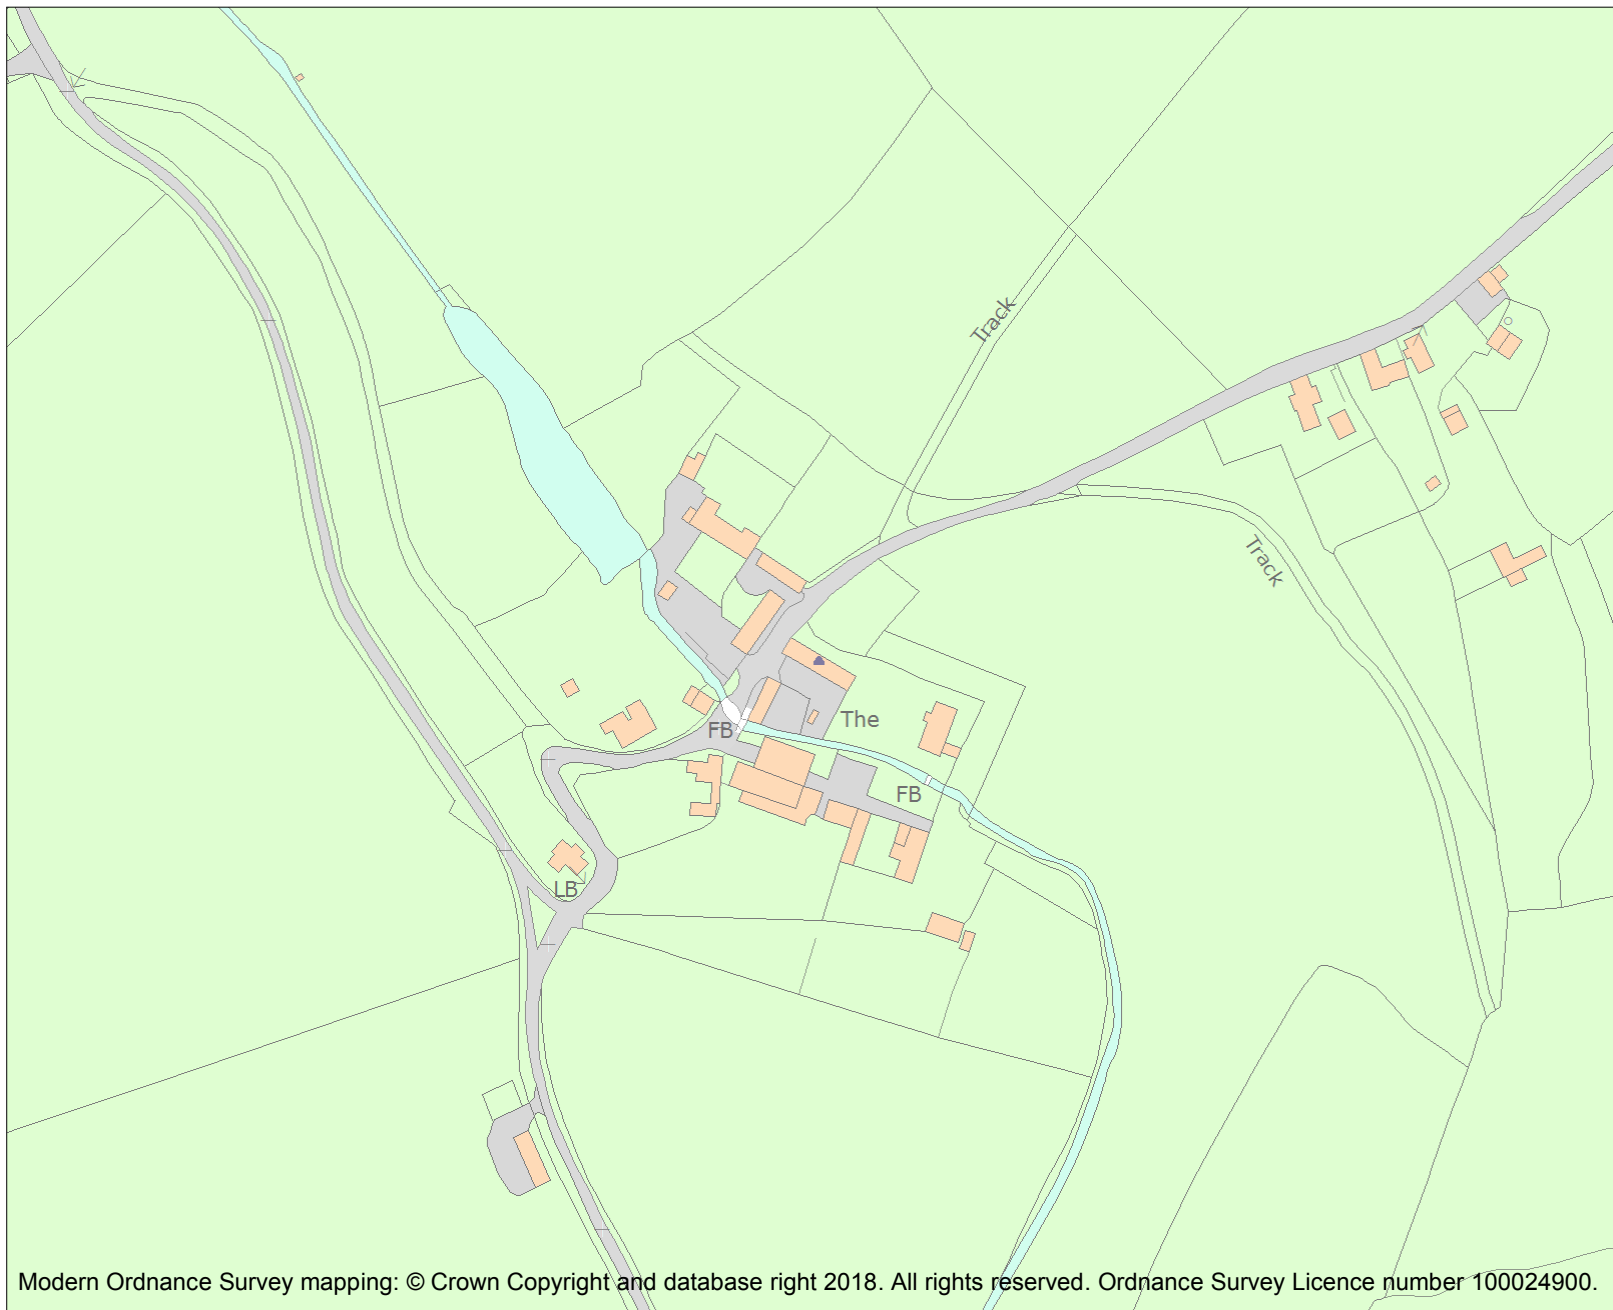 Track
Track
The
FB
FB
LB
Modern Ordnance Survey mapping: © Crown Copyright and database right 2018. All rights reserved. Ordnance Survey Licence number 100024900.